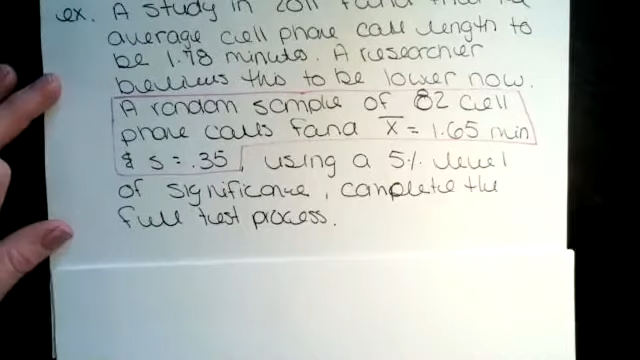 ex. A study in 2011 found that the
average cell phone call length to
be 1.78 minutes. A researcher
believes this to be lower now.
A random sample of 82 cell
phone calls found x̄ = 1.65 min
& s = .35, using a 5% level
of significance, complete the
full test process.